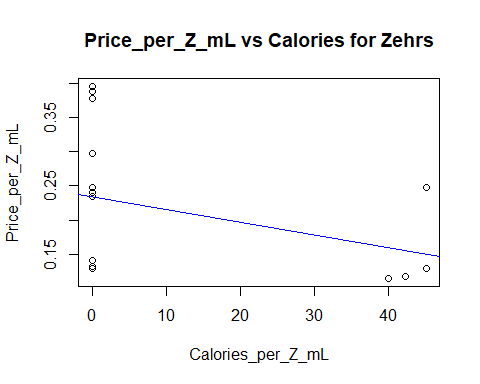 Price_per_Z_mL vs Calories for Zehrs
Price_per_Z_mL
0.35
0.25
0.15
0 10 20 30 40
Calories_per_Z_mL